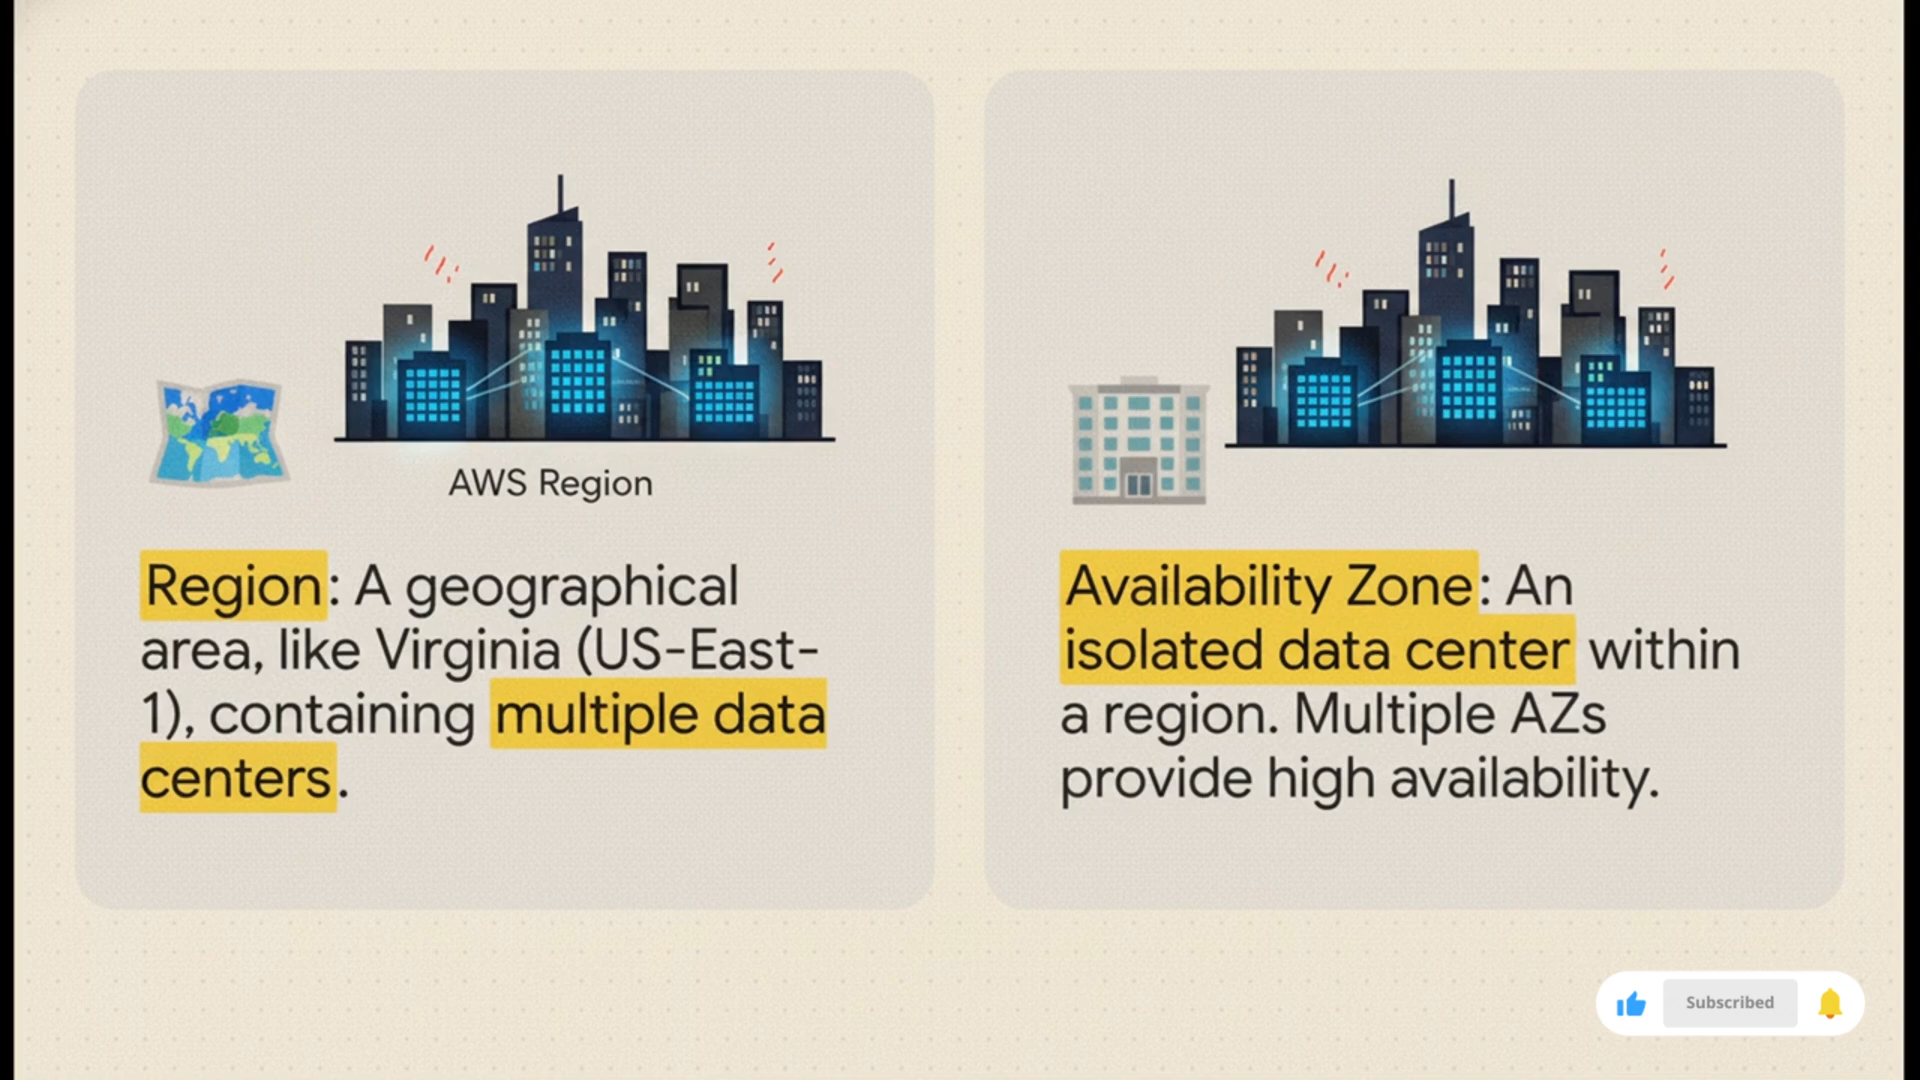 AWS Region
Region: A geographical
area, like Virginia (US-East-
1), containing multiple data
centers.
Availability Zone: An
isolated data center within
a region. Multiple AZs
provide high availability.
Subscribed